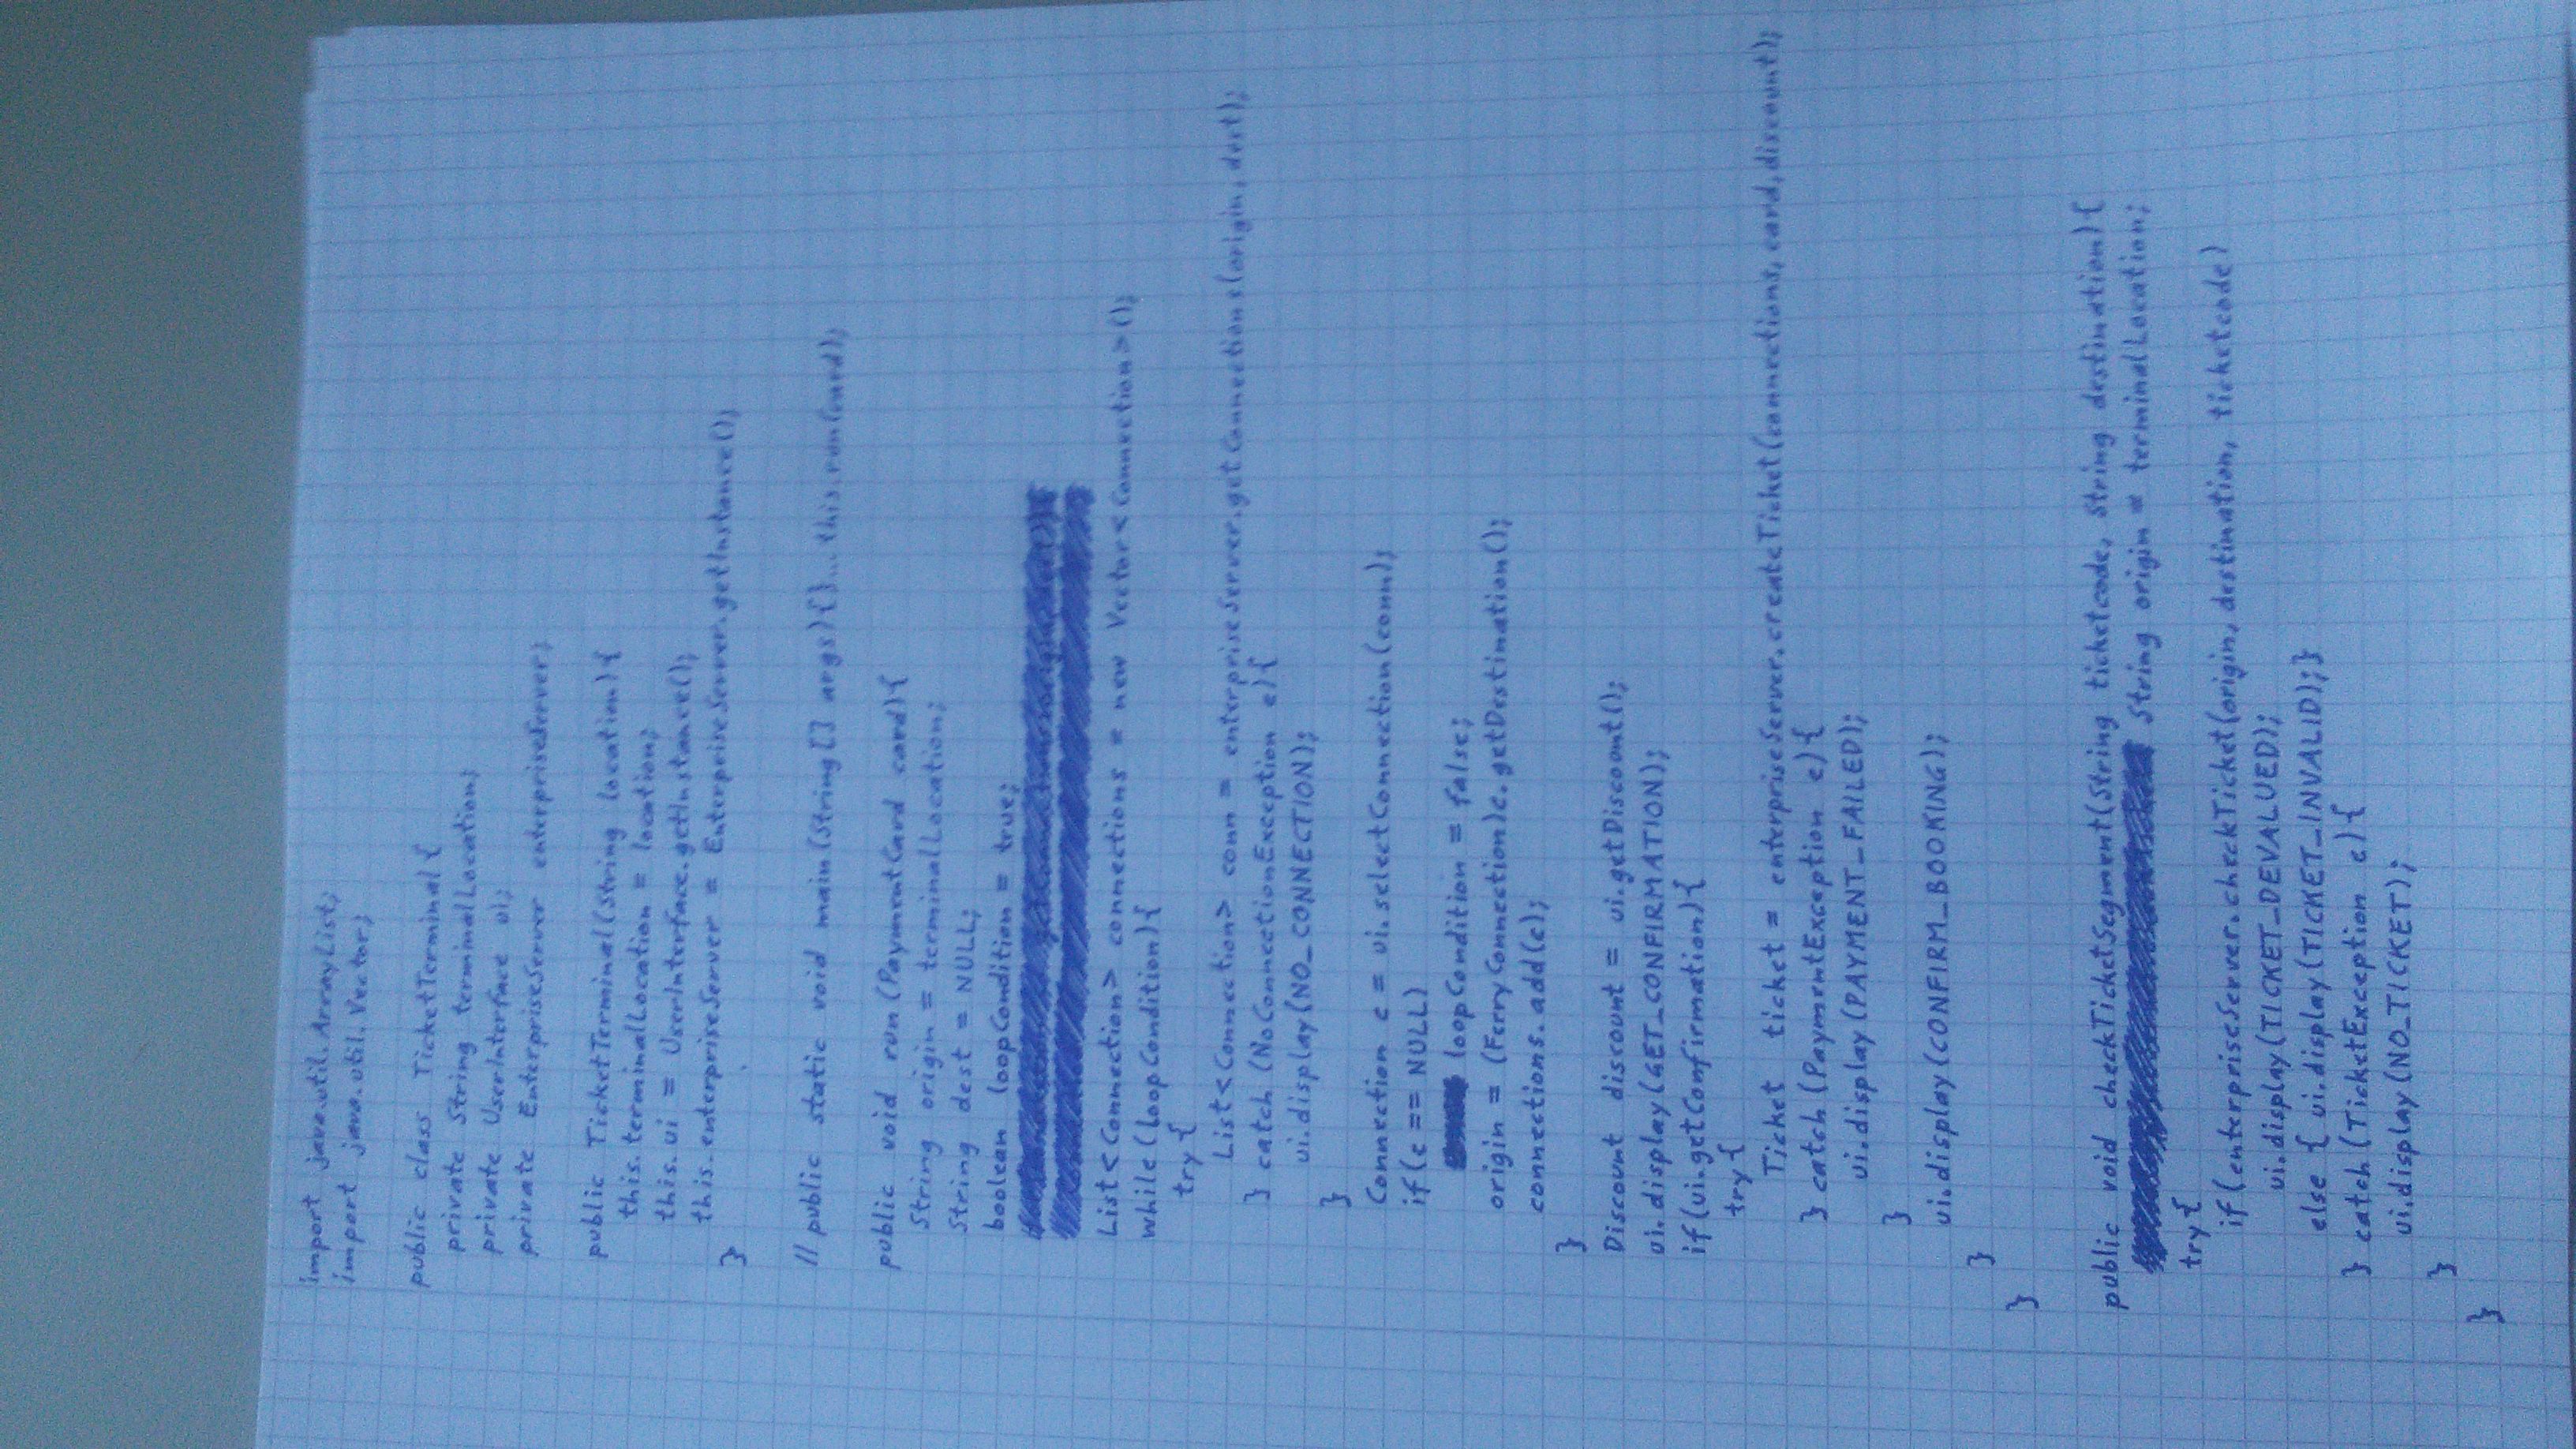 import java.util.ArrayList;
import java.util.Vector;
public class TicketTerminal{
private String terminalLocation;
private UserInterface ui;
private EnterpriseServer enterpriseServer;
public TicketTerminal(String location){
this.terminalLocation = location;
this.ui = UserInterface.getInstance();
this.enterpriseServer = EnterpriseServer.getInstance();
}
// public static void main(String[] args){}...this.run(card);
public void run(PaymentCard card){
String origin = terminalLocation;
String dest = NULL;
boolean loopCondition = true;
List<Connection> connections = new Vector<Connection>();
while(loopCondition){
try{
List<Connection> conn = enterpriseServer.getConnections(origin, dest);
} catch (NoConnectionException e){
ui.display(NO_CONNECTION);
}
Connection c = ui.selectConnection(conn);
if(c == NULL)
loopCondition = false;
origin = (FerryConnection)c.getDestination();
connections.add(c);
}
Discount discount = ui.getDiscount();
ui.display(GET_CONFIRMATION);
if(ui.getConfirmation){
try{
Ticket ticket = enterpriseServer.createTicket(connections, card, discount);
} catch (PaymentException e){
ui.display(PAYMENT_FAILED);
}
ui.display(CONFIRM_BOOKING);
}
}
public void checkTicketSegment(String ticketcode, String destination){
String origin = terminalLocation;
try{
if(enterpriseServer.checkTicket(origin, destination, ticketcode)
ui.display(TICKET_DEVALUED);
else { ui.display(TICKET_INVALID);}
} catch (TicketException e){
ui.display(NO_TICKET);
}
}